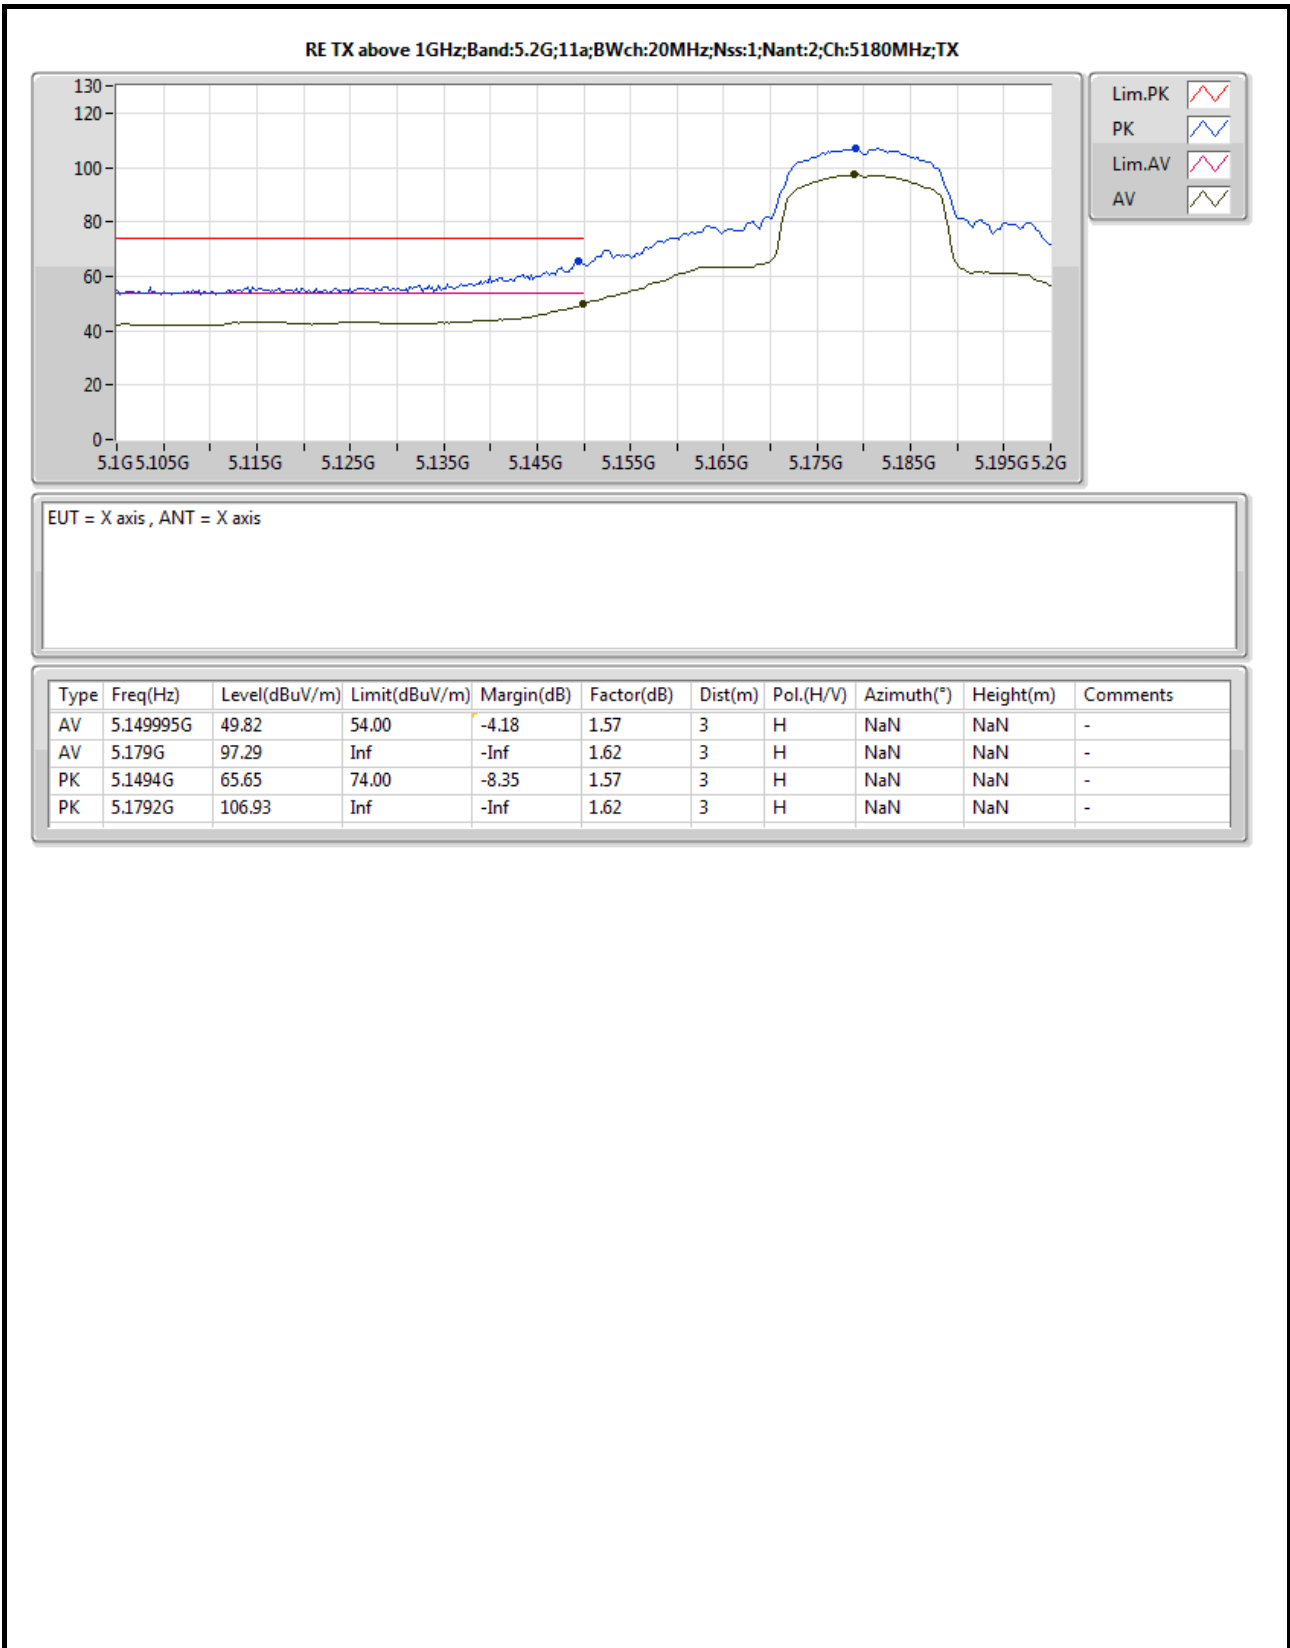 RE TX above 1GHz;Band:5.2G;11a;BWch:20MHz;Nss:1;Nant:2;Ch:5180MHz;TX
130
120
100
80
60
40
20
0
5.1G 5.105G 5.115G 5.125G 5.135G 5.145G 5.155G 5.165G 5.175G 5.185G 5.195G 5.2G
Lim.PK
PK
Lim.AV
AV
EUT = X axis , ANT = X axis
Type Freq(Hz) Level(dBuV/m) Limit(dBuV/m) Margin(dB) Factor(dB) Dist(m) Pol.(H/V) Azimuth(°) Height(m) Comments
AV 5.149995G 49.82 54.00 -4.18 1.57 3 H NaN NaN -
AV 5.179G 97.29 Inf -Inf 1.62 3 H NaN NaN -
PK 5.1494G 65.65 74.00 -8.35 1.57 3 H NaN NaN -
PK 5.1792G 106.93 Inf -Inf 1.62 3 H NaN NaN -